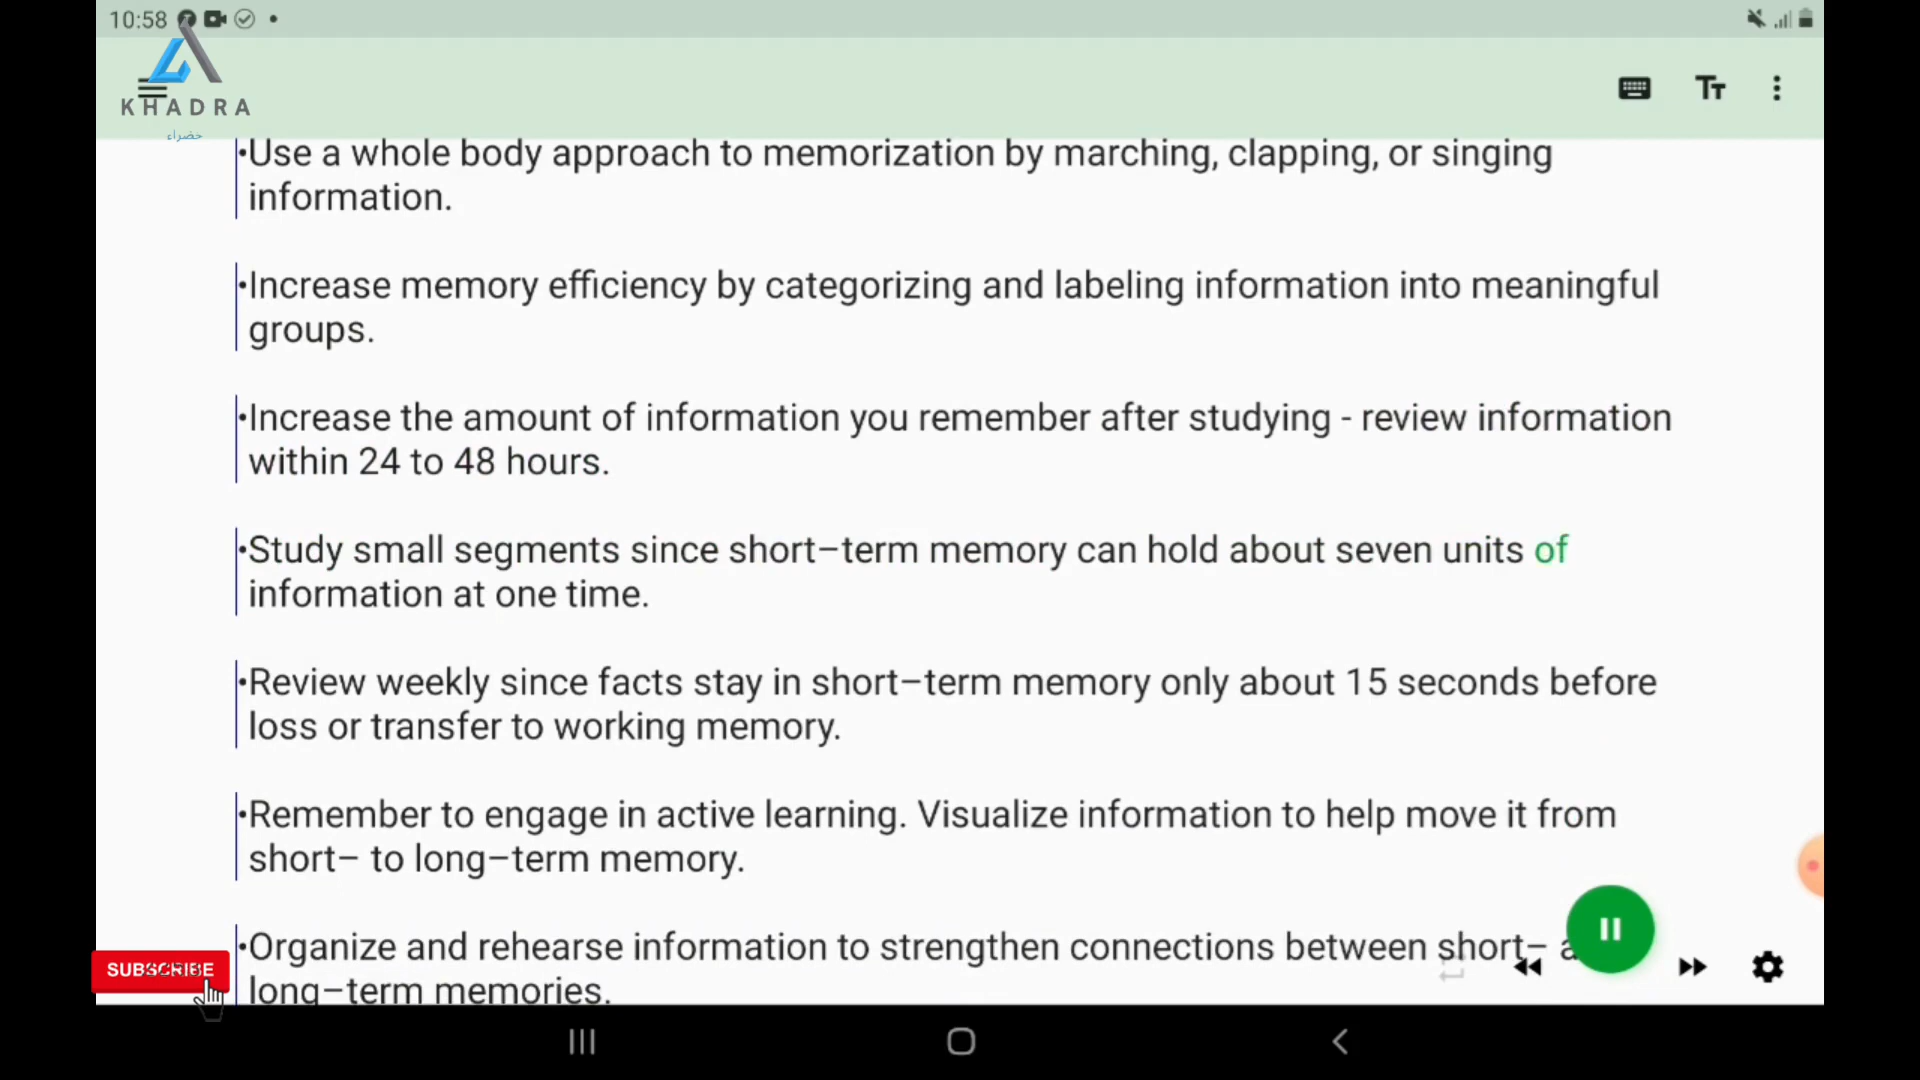 10:58
KHADRA
خضراء
•Use a whole body approach to memorization by marching, clapping, or singing
information.
•Increase memory efficiency by categorizing and labeling information into meaningful
groups.
•Increase the amount of information you remember after studying - review information
within 24 to 48 hours.
•Study small segments since short–term memory can hold about seven units of
information at one time.
•Review weekly since facts stay in short–term memory only about 15 seconds before
loss or transfer to working memory.
•Remember to engage in active learning. Visualize information to help move it from
short– to long–term memory.
•Organize and rehearse information to strengthen connections between short–
long–term memories.
SUBSCRIBE